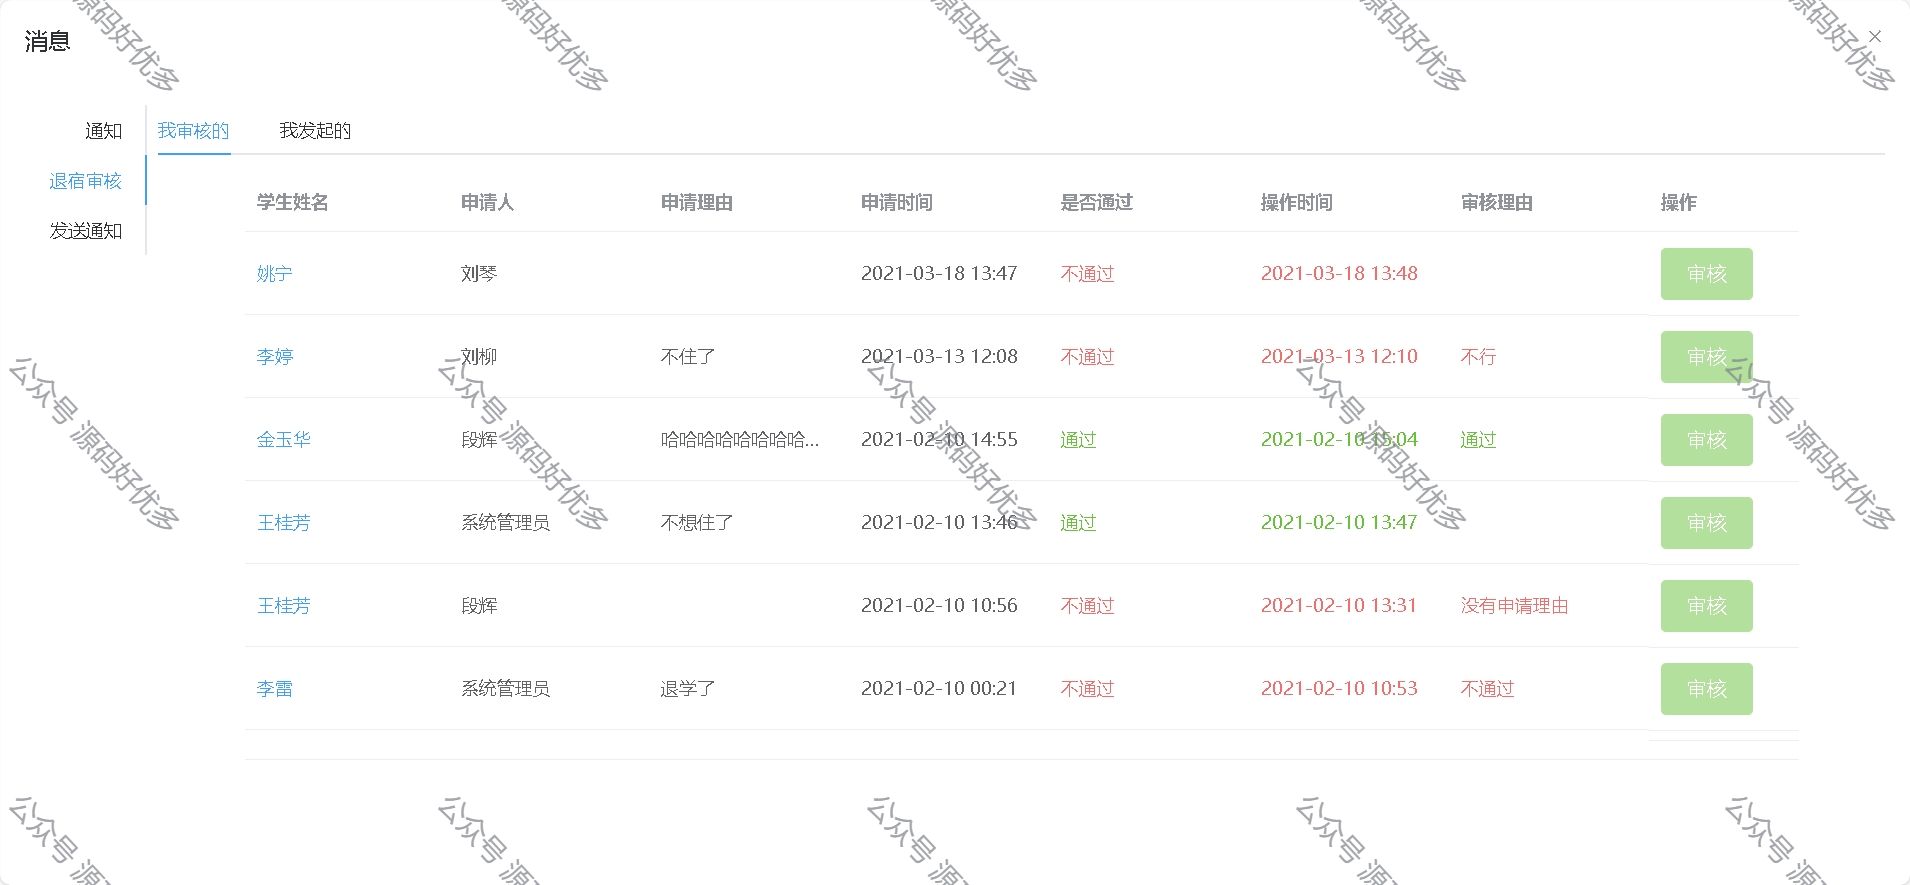 消息
通知
退宿审核
发送通知
我审核的 我发起的
学生姓名 申请人 申请理由 申请时间 是否通过 操作时间 审核理由 操作
姚宁 刘琴 2021-03-18 13:47 不通过 2021-03-18 13:48 审核
李婷 刘柳 不住了 2021-03-13 12:08 不通过 2021-03-13 12:10 不行 审核
金玉华 段辉 哈哈哈哈哈哈哈哈... 2021-02-10 14:55 通过 2021-02-10 15:04 通过 审核
王桂芳 系统管理员 不想住了 2021-02-10 13:46 通过 2021-02-10 13:47 审核
王桂芳 段辉 2021-02-10 10:56 不通过 2021-02-10 13:31 没有申请理由 审核
李雷 系统管理员 退学了 2021-02-10 00:21 不通过 2021-02-10 10:53 不通过 审核
源码好优多
源码好优多
源码好优多
源码好优多
源码好优多
公众号 源码好优多
公众号 源码好优多
公众号 源码好优多
公众号 源码好优多
公众号 源码好优多
公众号 源
公众号 源
公众号 源
公众号 源
公众号 源